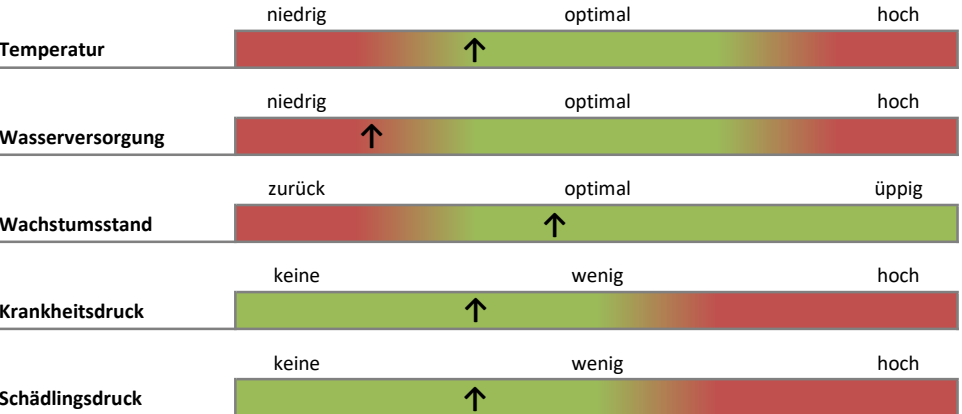 niedrig optimal hoch
Temperatur
niedrig optimal hoch
Wasserversorgung
zurück optimal üppig
Wachstumsstand
keine wenig hoch
Krankheitsdruck
keine wenig hoch
Schädlingsdruck